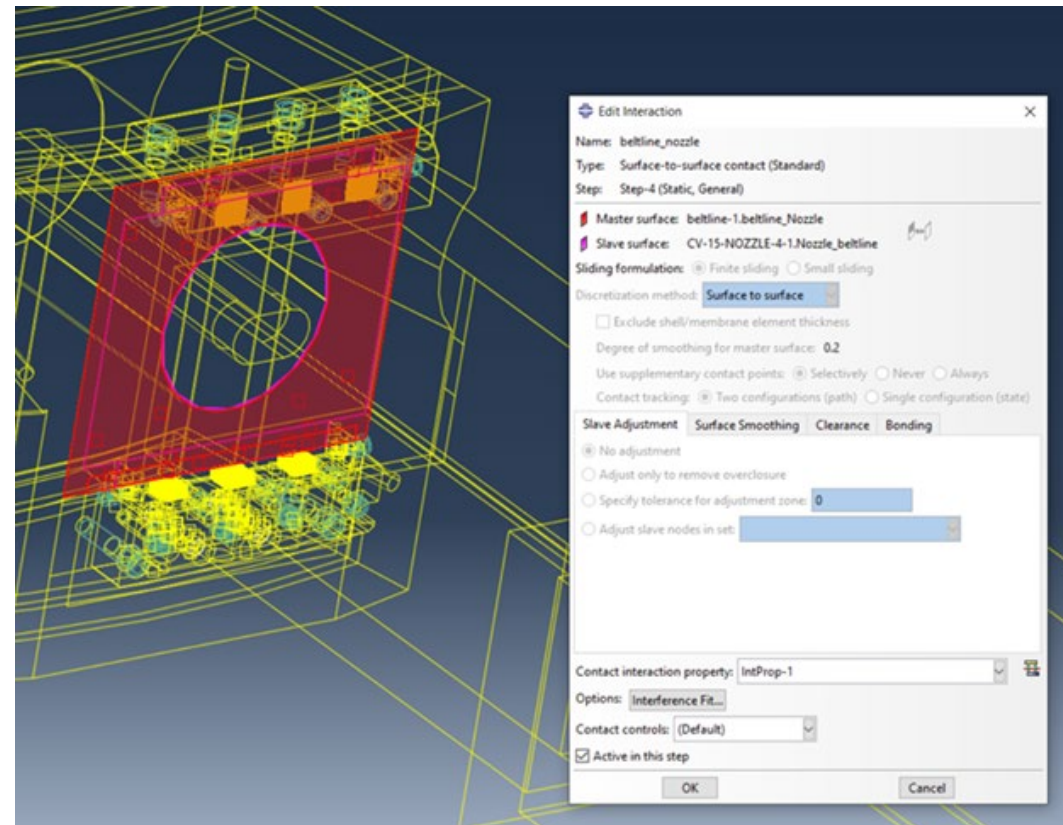 Edit Interaction
Name: beltline_nozzle
Type: Surface-to-surface contact (Standard)
Step: Step-4 (Static, General)
Master surface: beltline-1.beltline_Nozzle
Slave surface: CV-15-NOZZLE-4-1.Nozzle_beltline
Sliding formulation: Finite sliding Small sliding
Discretization method: Surface to surface
Exclude shell/membrane element thickness
Degree of smoothing for master surface: 0.2
Use supplementary contact points: Selectively Never Always
Contact tracking: Two configurations (path) Single configuration (state)
Slave Adjustment Surface Smoothing Clearance Bonding
No adjustment
Adjust only to remove overclosure
Specify tolerance for adjustment zone: 0
Adjust slave nodes in set:
Contact interaction property: IntProp-1
Options: Interference Fit...
Contact controls: (Default)
Active in this step
OK Cancel